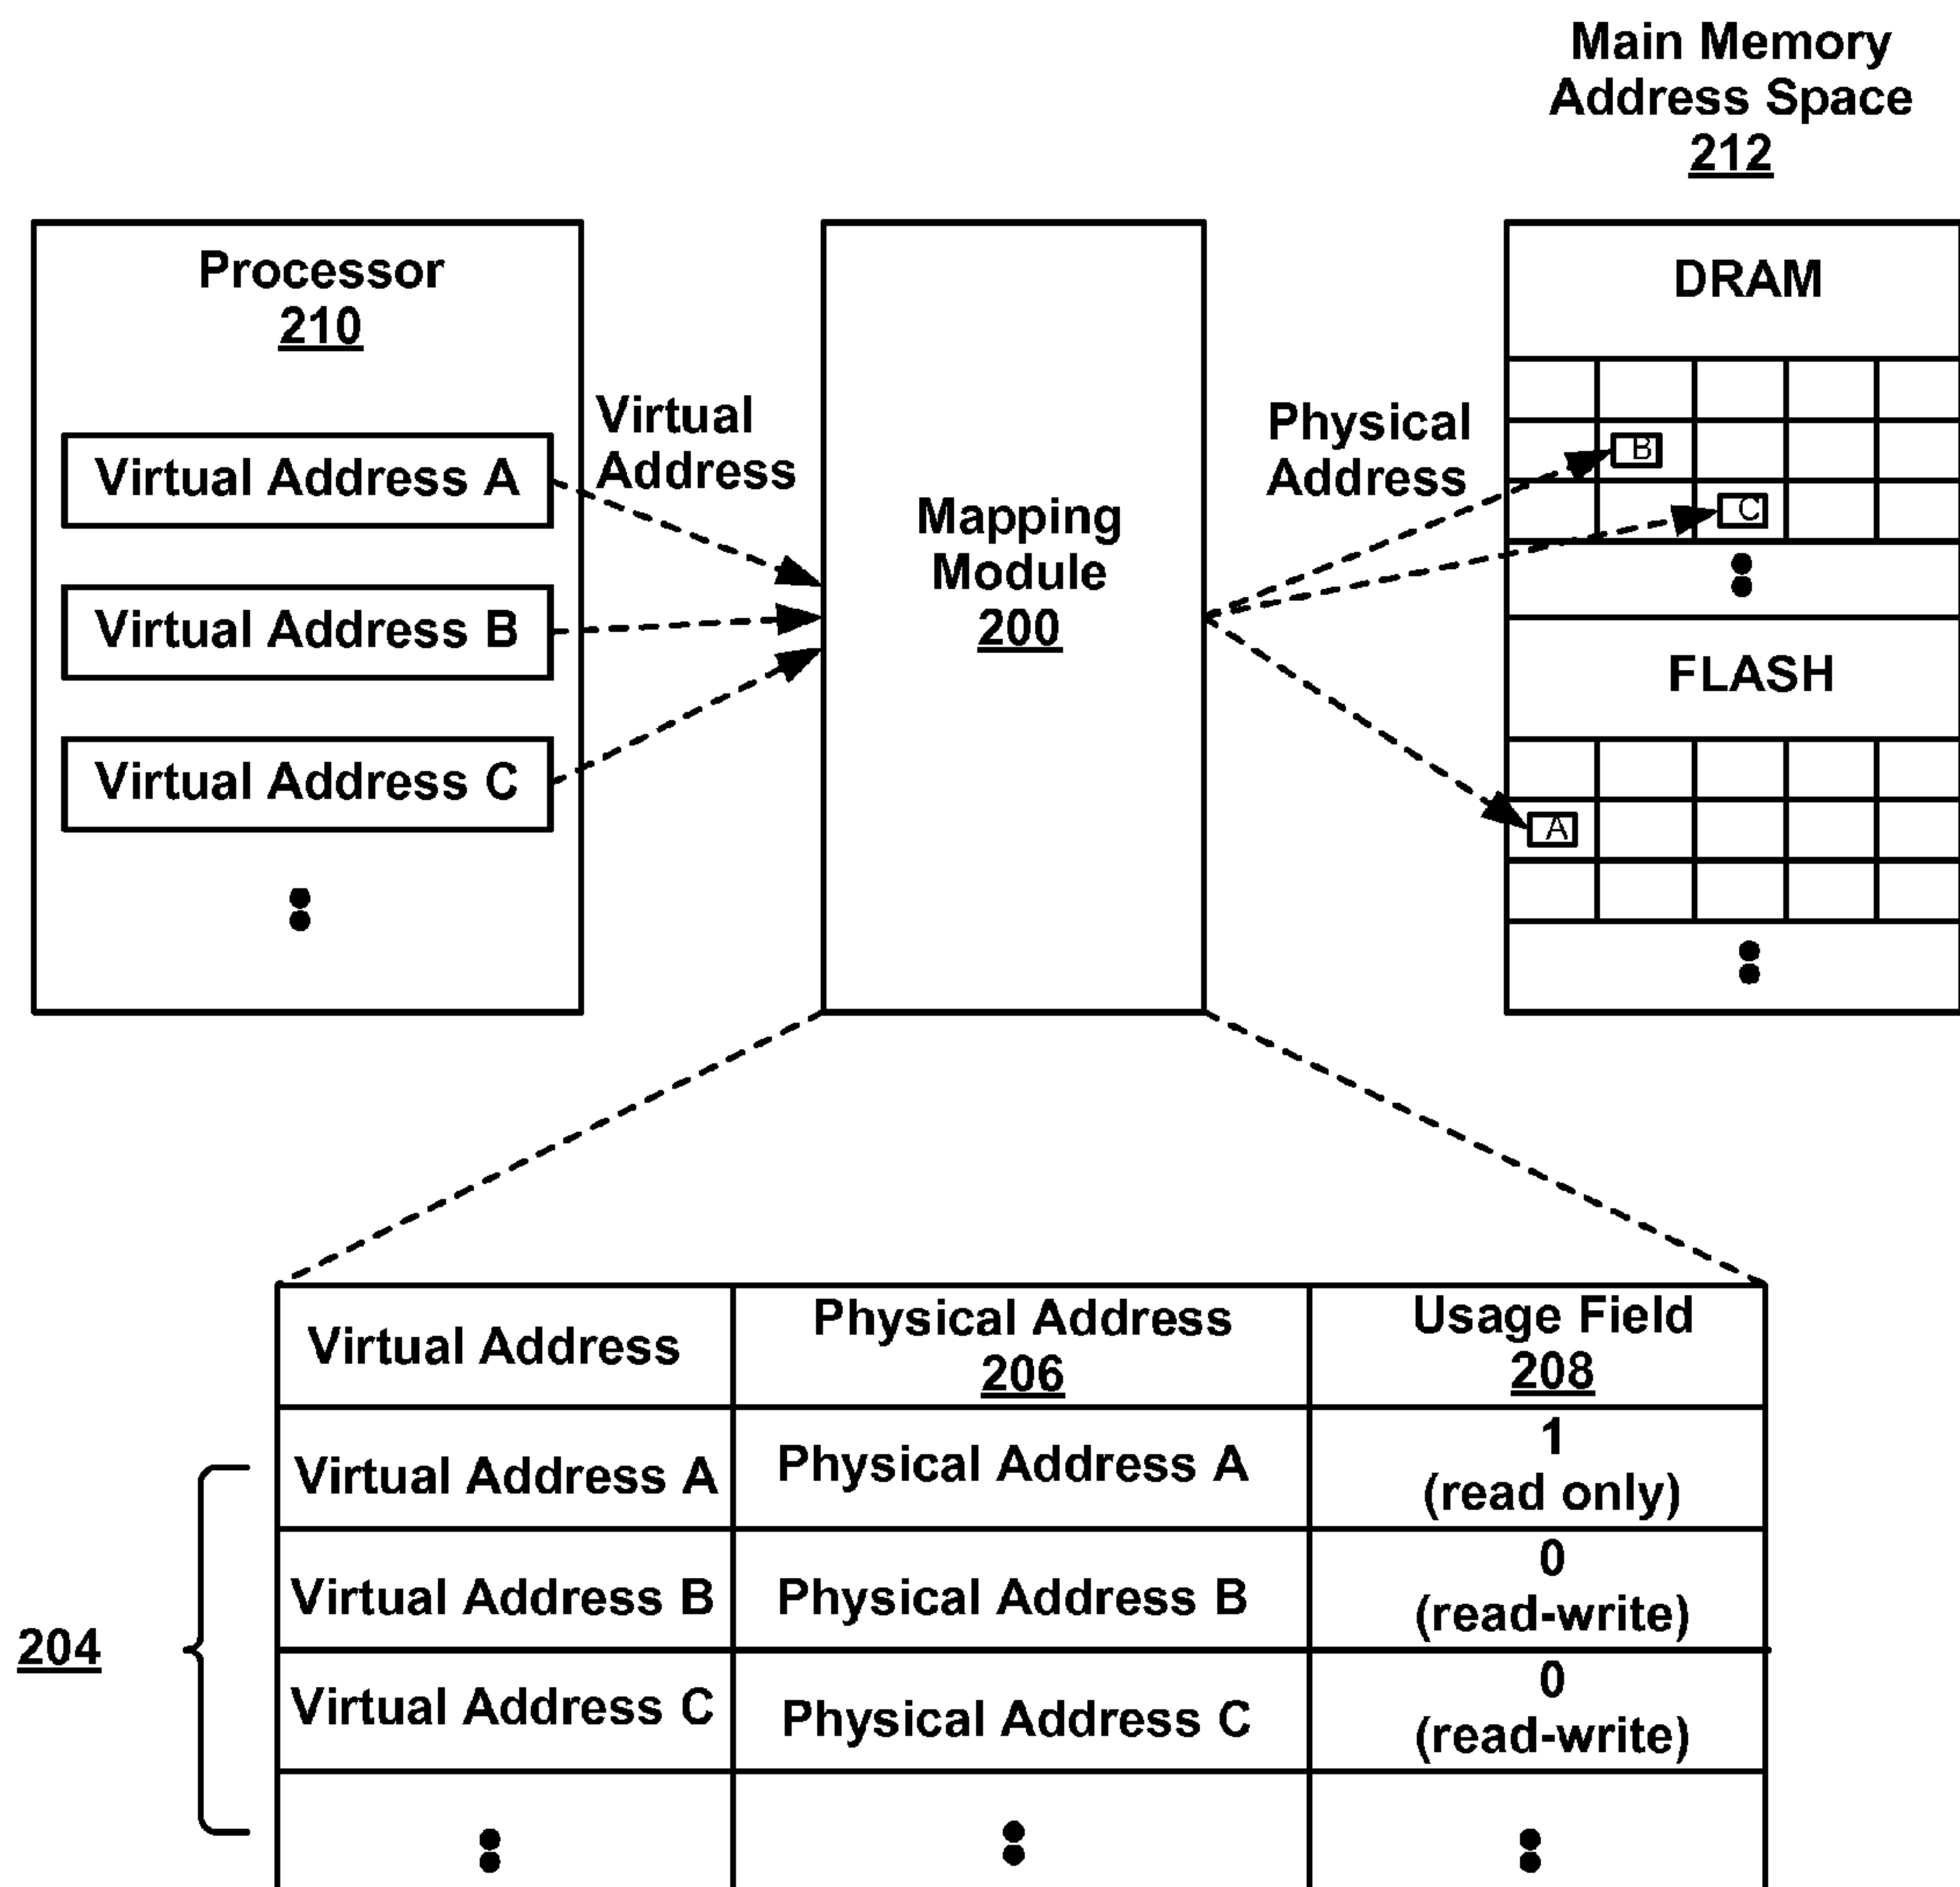 Main Memory
Address Space
212
Processor
210
Virtual Address A
Virtual Address B
Virtual Address C
Virtual
Address
Mapping
Module
200
Physical
Address
DRAM
B
C
FLASH
A
Virtual Address
Physical Address
206
Usage Field
208
Virtual Address A
Physical Address A
1
(read only)
Virtual Address B
Physical Address B
0
(read-write)
Virtual Address C
Physical Address C
0
(read-write)
204